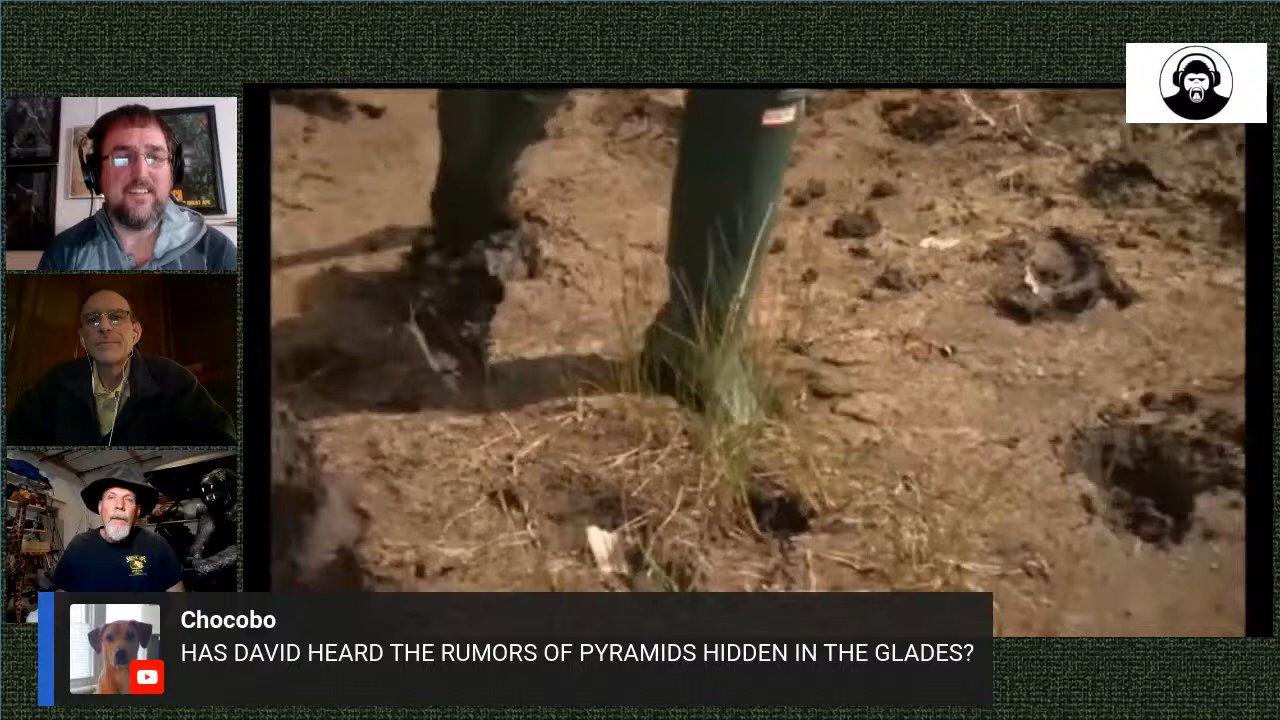 Chocobo
HAS DAVID HEARD THE RUMORS OF PYRAMIDS HIDDEN IN THE GLADES?